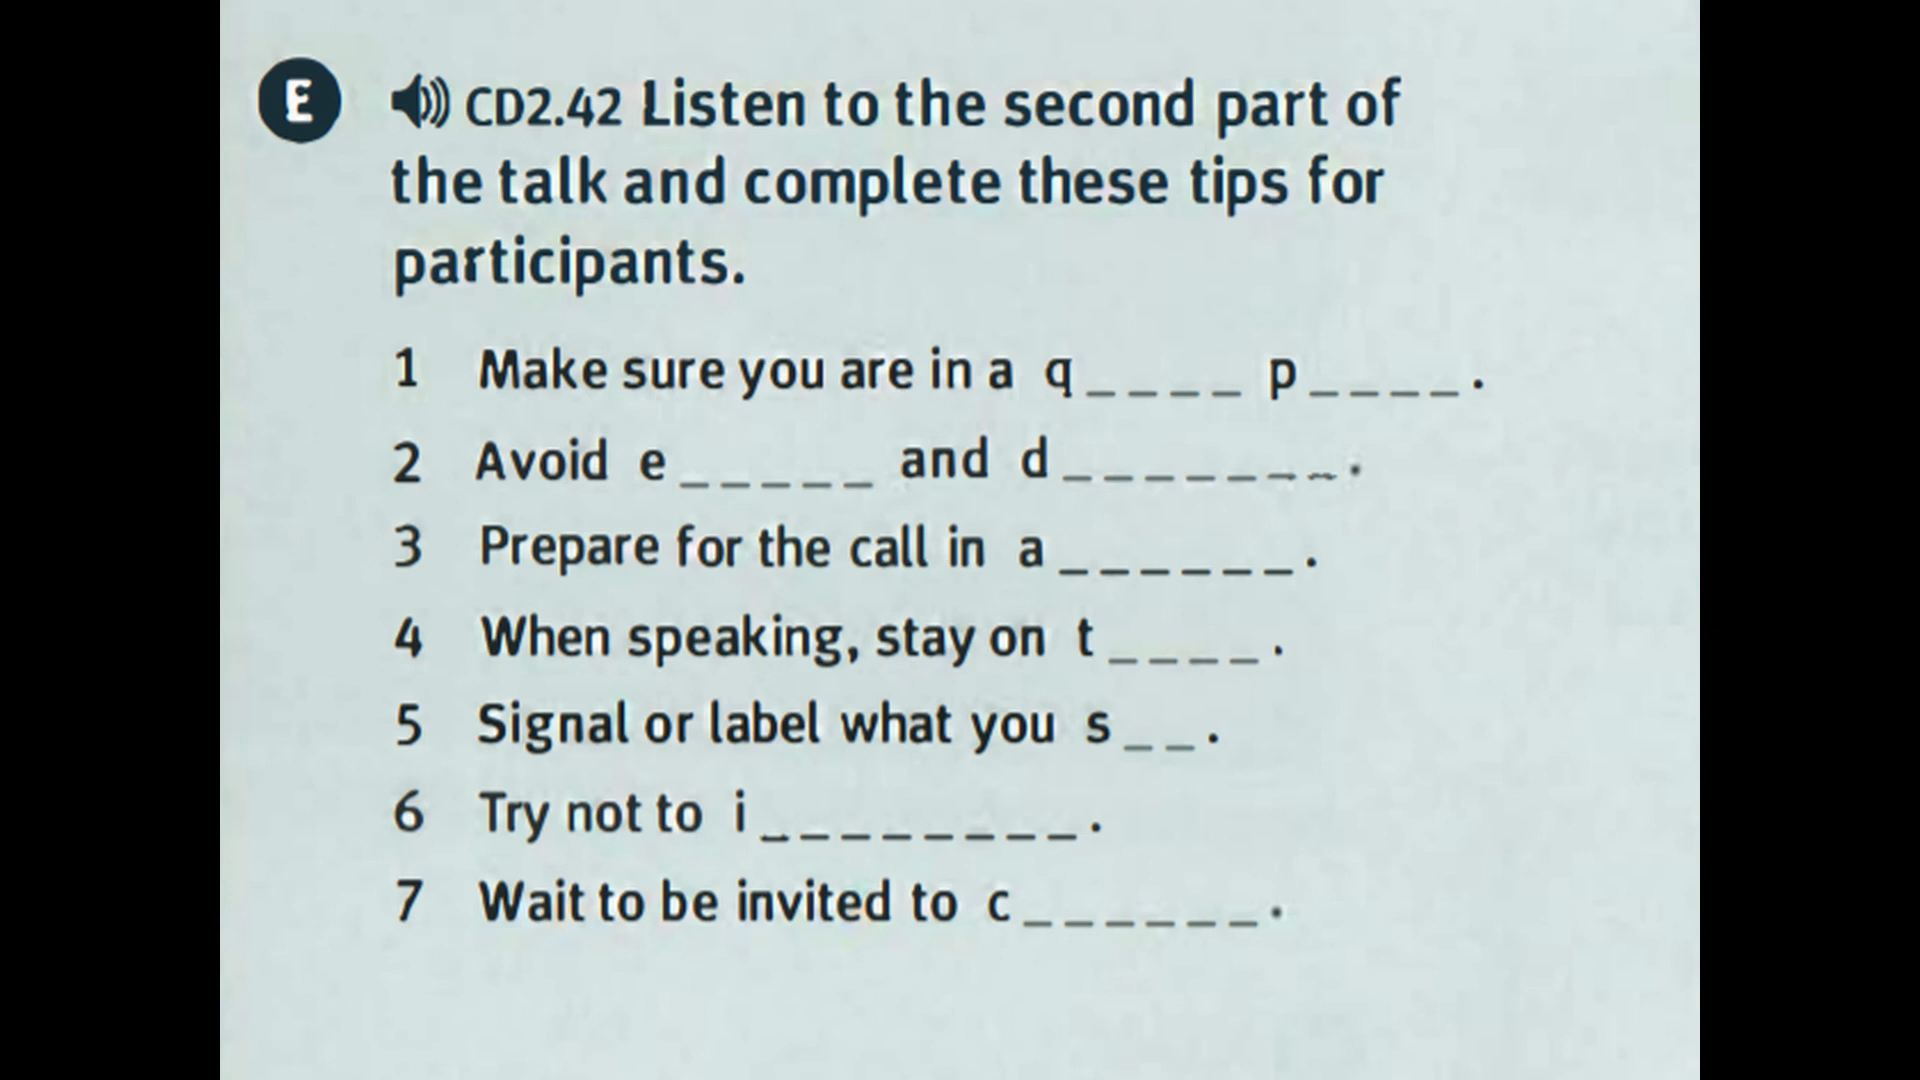 E CD2.42 Listen to the second part of
the talk and complete these tips for
participants.
1 Make sure you are in a q_ _ _ _ p_ _ _ _.
2 Avoid e_ _ _ _ _ and d_ _ _ _ _ _ _.
3 Prepare for the call in a_ _ _ _ _ _.
4 When speaking, stay on t_ _ _ _.
5 Signal or label what you s_ _.
6 Try not to i_ _ _ _ _ _ _ _.
7 Wait to be invited to c_ _ _ _ _ _.